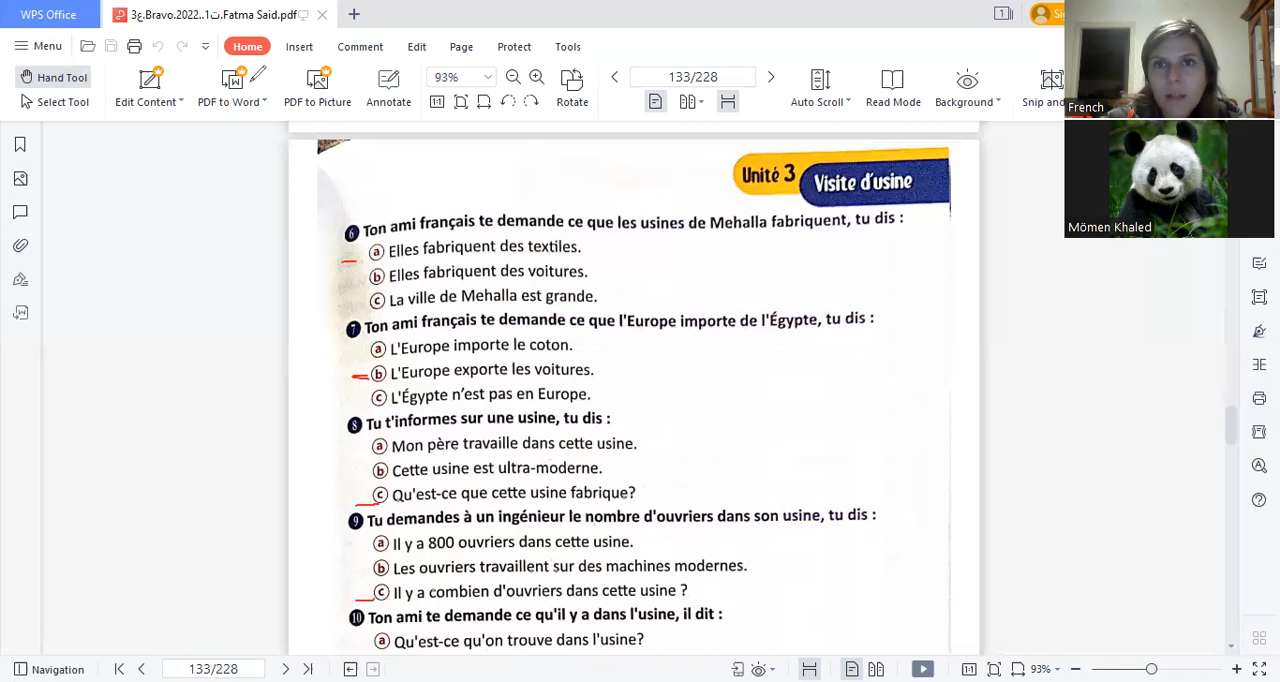 WPS Office
3ع.Bravo.2022..1ت.Fatma Said.pdf
Menu
Home
Insert
Comment
Edit
Page
Protect
Tools
Hand Tool
Select Tool
Edit Content
PDF to Word
PDF to Picture
Annotate
93%
Rotate
133/228
Auto Scroll
Read Mode
Background
Snip and
French
Mömen Khaled
Unité 3 Visite d'usine
6 Ton ami français te demande ce que les usines de Mehalla fabriquent, tu dis :
a Elles fabriquent des textiles.
b Elles fabriquent des voitures.
c La ville de Mehalla est grande.
7 Ton ami français te demande ce que l'Europe importe de l'Égypte, tu dis :
a L'Europe importe le coton.
b L'Europe exporte les voitures.
c L'Égypte n'est pas en Europe.
8 Tu t'informes sur une usine, tu dis :
a Mon père travaille dans cette usine.
b Cette usine est ultra-moderne.
c Qu'est-ce que cette usine fabrique?
9 Tu demandes à un ingénieur le nombre d'ouvriers dans son usine, tu dis :
a Il y a 800 ouvriers dans cette usine.
b Les ouvriers travaillent sur des machines modernes.
c Il y a combien d'ouvriers dans cette usine ?
10 Ton ami te demande ce qu'il y a dans l'usine, il dit :
a Qu'est-ce qu'on trouve dans l'usine?
Navigation
133/228
93%